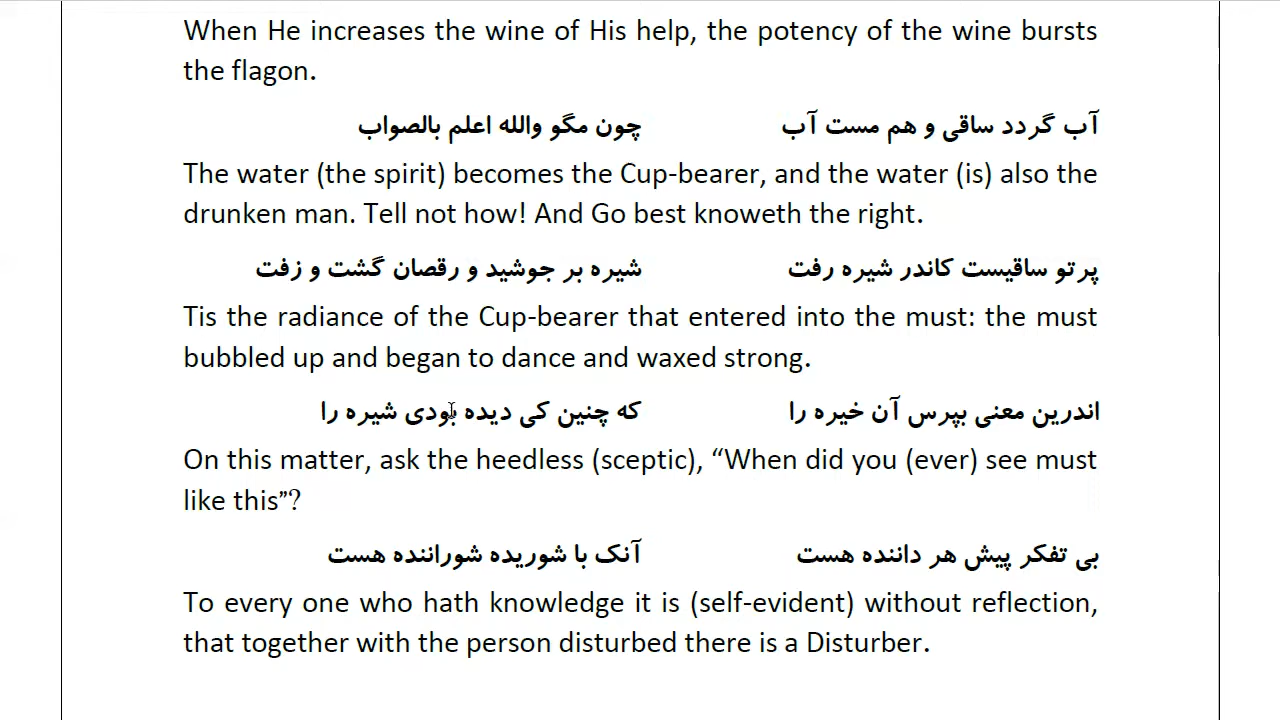 When He increases the wine of His help, the potency of the wine bursts
the flagon.
آب گردد ساقی و هم مست آب چون مگو والله اعلم بالصواب
The water (the spirit) becomes the Cup-bearer, and the water (is) also the
drunken man. Tell not how! And Go best knoweth the right.
پرتو ساقیست کاندر شیره رفت شیره بر جوشید و رقصان گشت و زفت
Tis the radiance of the Cup-bearer that entered into the must: the must
bubbled up and began to dance and waxed strong.
اندرین معنی بپرس آن خیره را که چنین کی دیده بودی شیره را
On this matter, ask the heedless (sceptic), “When did you (ever) see must
like this”?
بی تفکر پیش هر داننده هست آنک با شوریده شوراننده هست
To every one who hath knowledge it is (self-evident) without reflection,
that together with the person disturbed there is a Disturber.